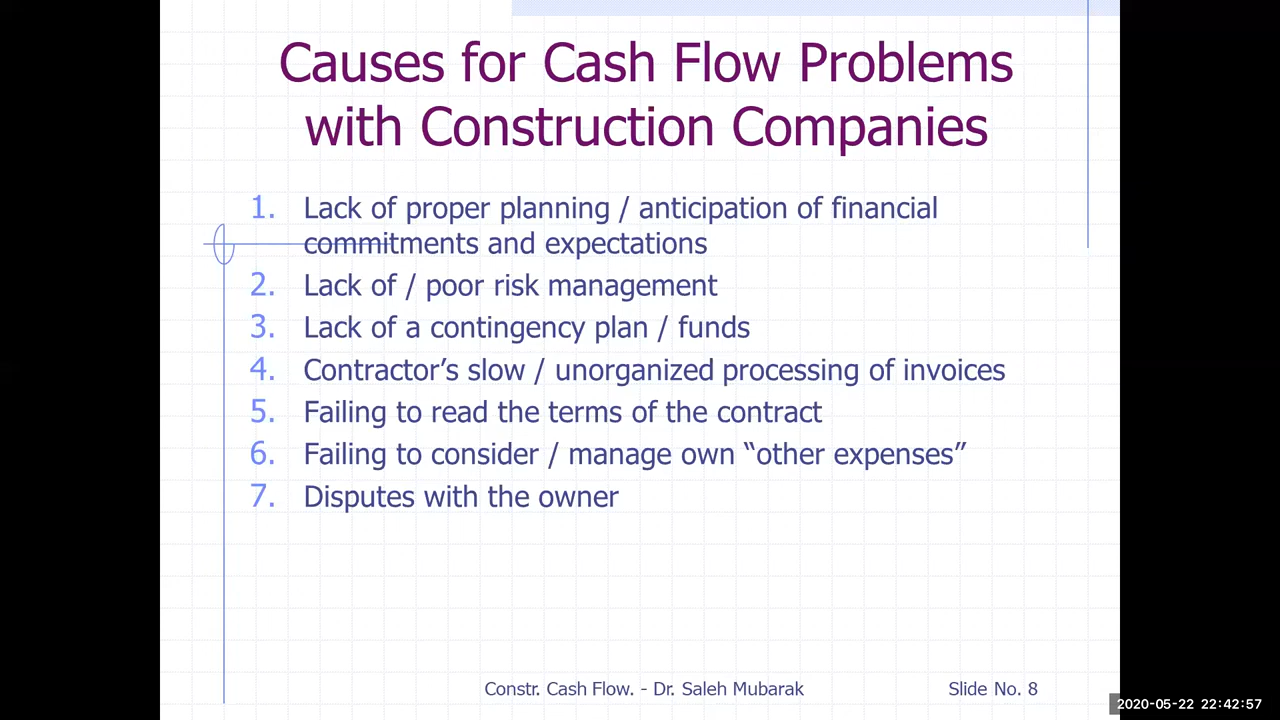 Causes for Cash Flow Problems
with Construction Companies
1. Lack of proper planning / anticipation of financial
commitments and expectations
2. Lack of / poor risk management
3. Lack of a contingency plan / funds
4. Contractor’s slow / unorganized processing of invoices
5. Failing to read the terms of the contract
6. Failing to consider / manage own “other expenses”
7. Disputes with the owner
Constr. Cash Flow. - Dr. Saleh Mubarak
Slide No. 8
2020-05-22 22:42:57